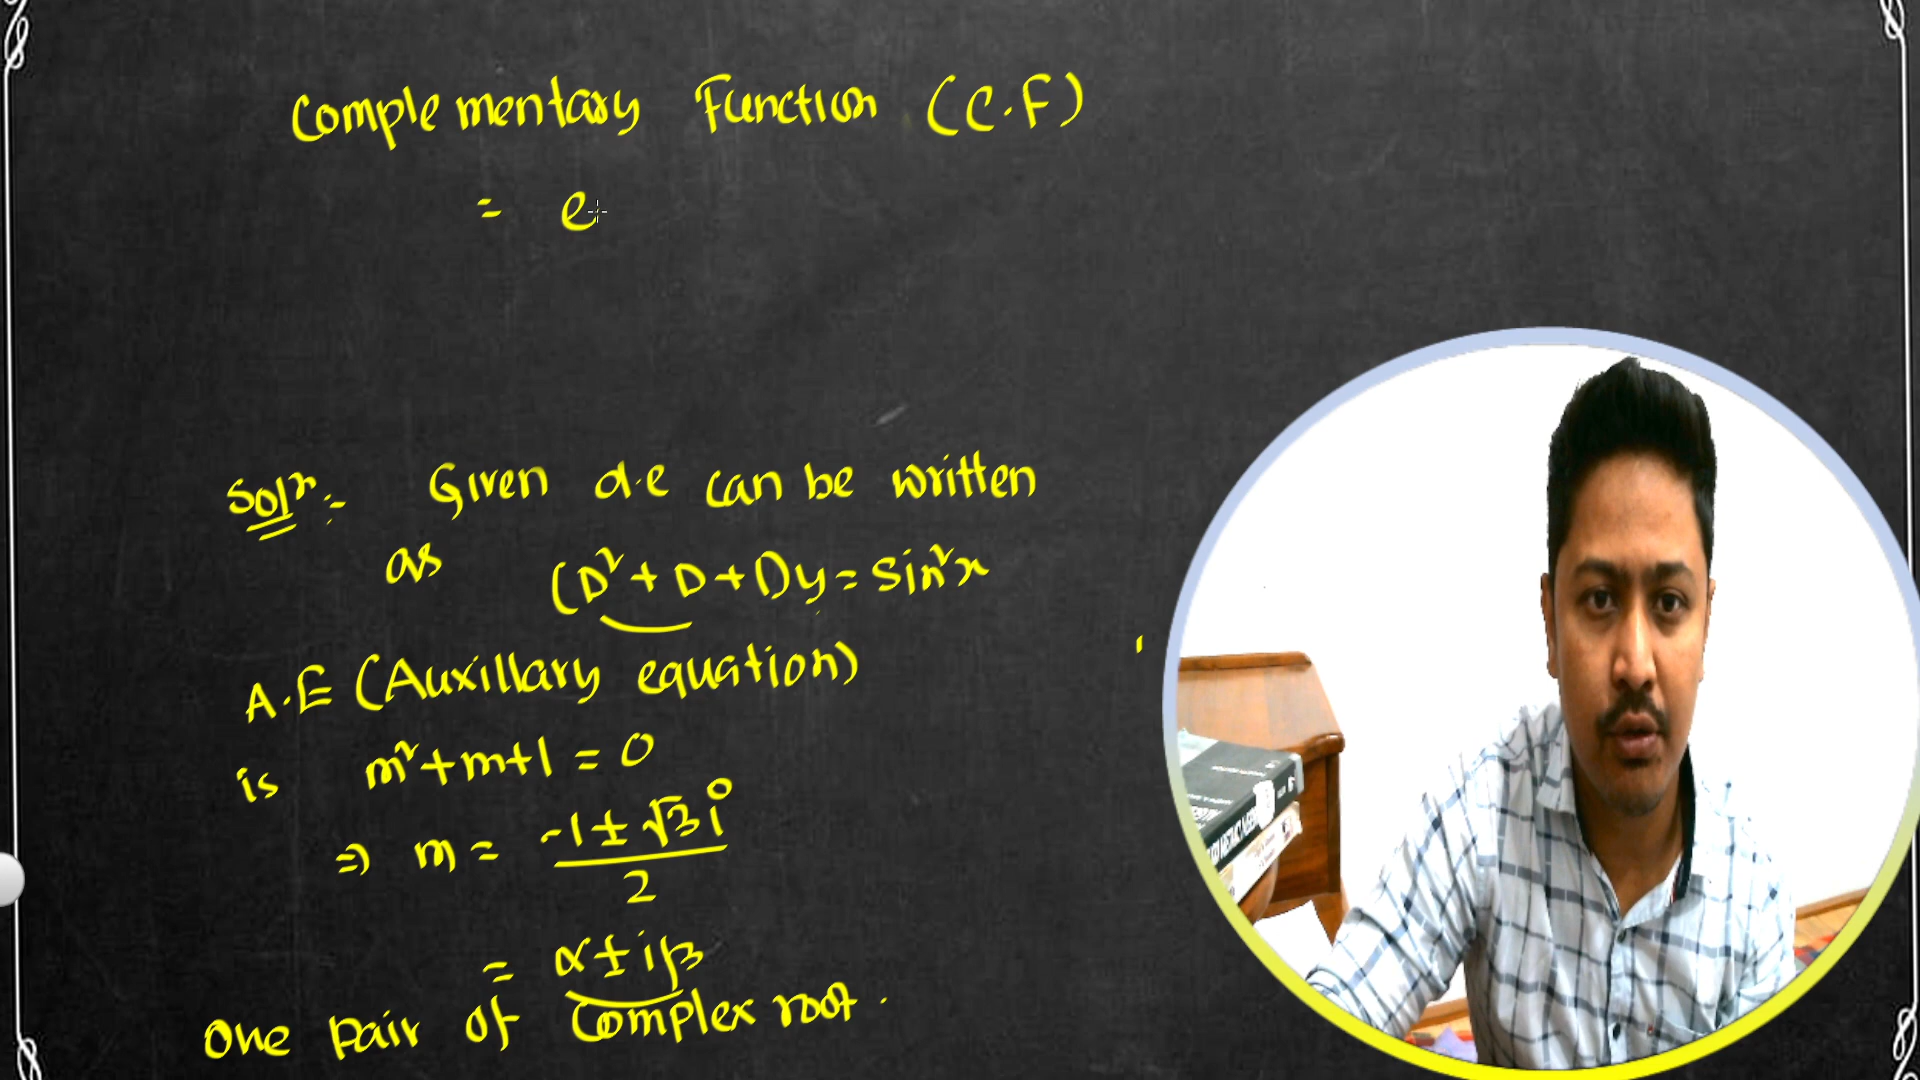 Complementary Function (C.F)
= e
Solⁿ:- Given d.e can be written
as (D²+D+1)y = Sin²x
A.E (Auxillary equation)
is m²+m+1 = 0
⇒ m = (-1±√3i)/2
= α±iβ
One Pair of Complex root.